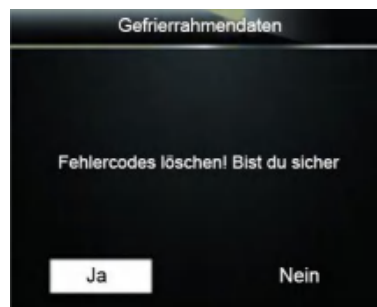 Gefrierrahmendaten
Fehlercodes löschen! Bist du sicher
Ja
Nein